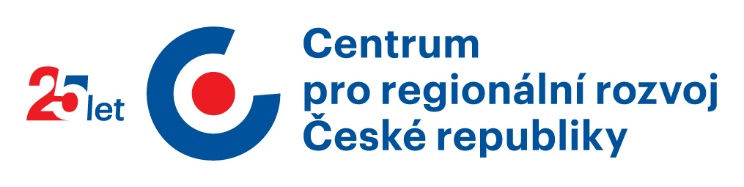 25 let
Centrum
pro regionální rozvoj
České republiky